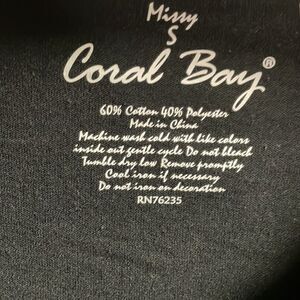 Missy
S
Coral Bay®
60% Cotton 40% Polyester
Made in China
Machine wash cold with like colors
inside out gentle cycle Do not bleach
Tumble dry low Remove promptly
Cool iron if necessary
Do not iron on decoration
RN76235